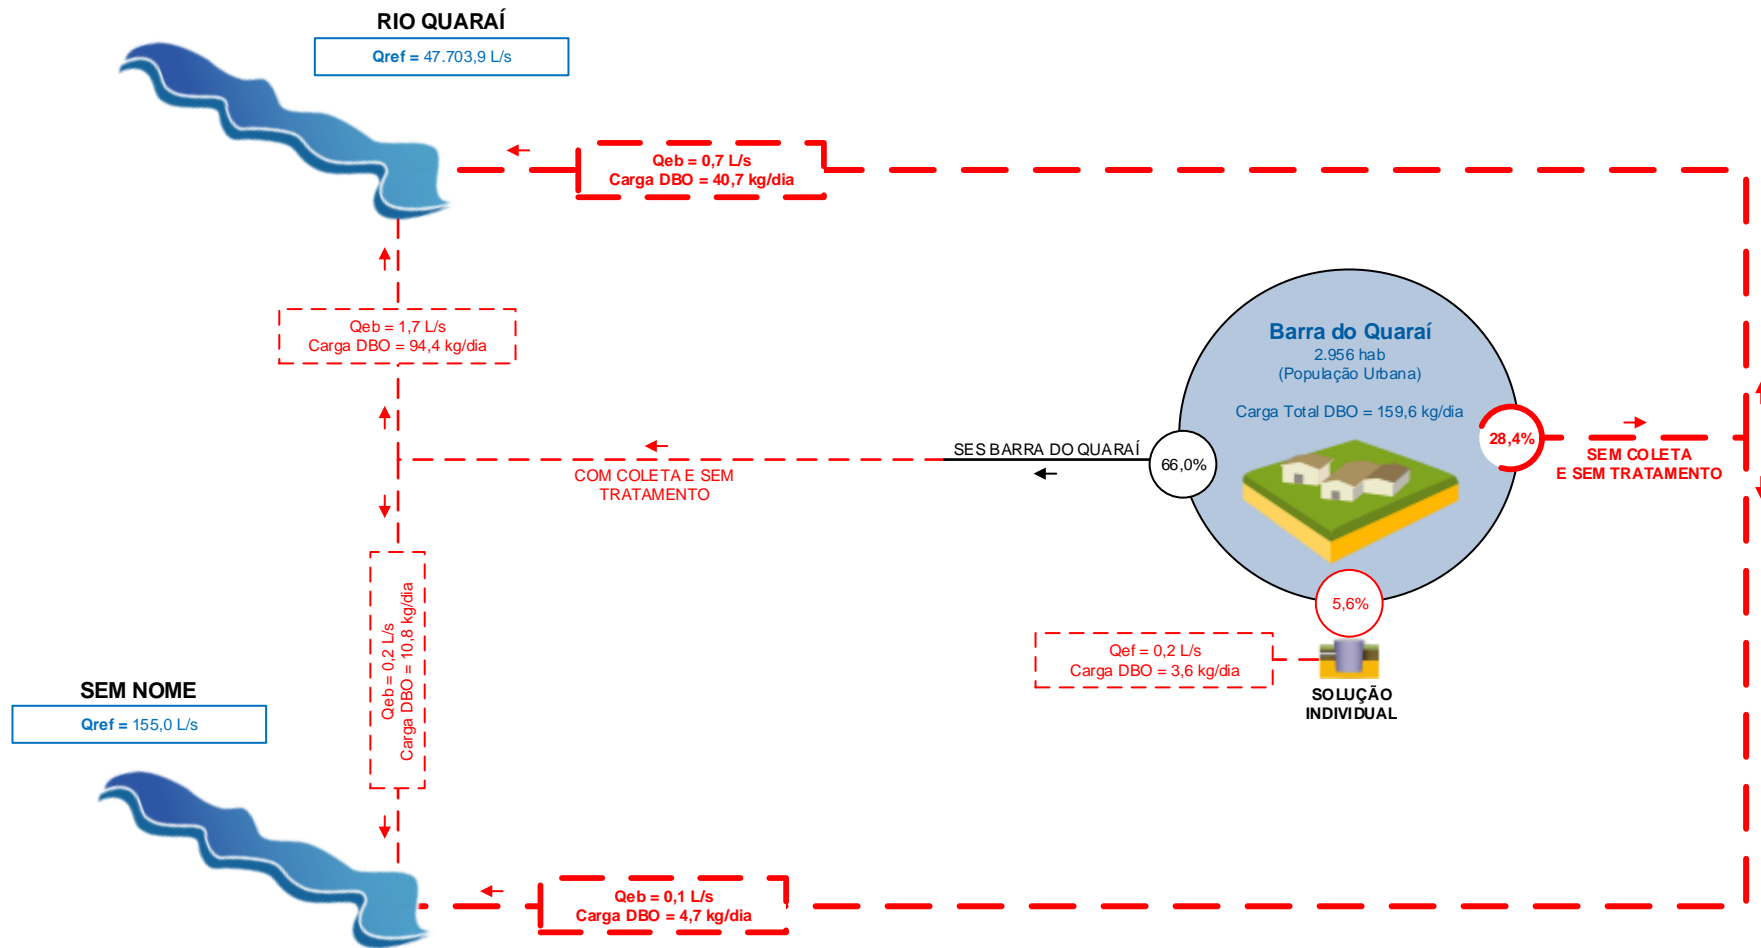 RIO QUARAÍ
Qref = 47.703,9 L/s
Qeb = 0,7 L/s
Carga DBO = 40,7 kg/dia
Qeb = 1,7 L/s
Carga DBO = 94,4 kg/dia
Barra do Quaraí
2.956 hab
(População Urbana)
Carga Total DBO = 159,6 kg/dia
28,4%
SEM COLETA
E SEM TRATAMENTO
SES BARRA DO QUARAÍ
66,0%
COM COLETA E SEM
TRATAMENTO
Qeb = 0,2 L/s
Carga DBO = 10,8 kg/dia
5,6%
Qef = 0,2 L/s
Carga DBO = 3,6 kg/dia
SOLUÇÃO
INDIVIDUAL
SEM NOME
Qref = 155,0 L/s
Qeb = 0,1 L/s
Carga DBO = 4,7 kg/dia